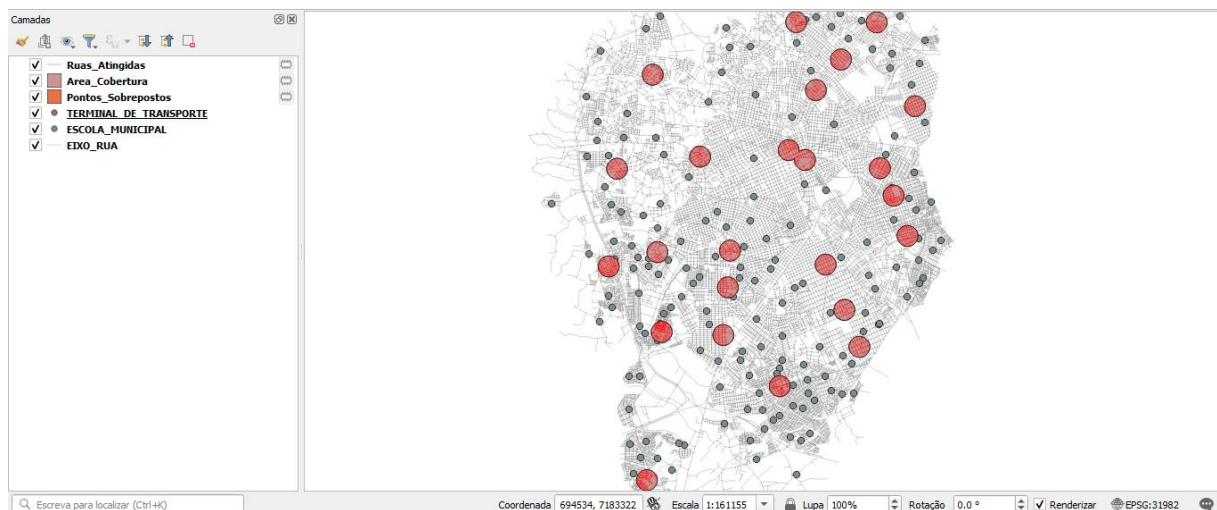 Camadas
Ruas_Atingidas
Area_Cobertura
Pontos_Sobrepostos
TERMINAL_DE_TRANSPORTE
ESCOLA_MUNICIPAL
EIXO_RUA
Escreva para localizar (Ctrl+K)
Coordenada 694534, 7183322 Escala 1:161155 Lupa 100% Rotação 0.0 ° Renderizar EPSG:31982